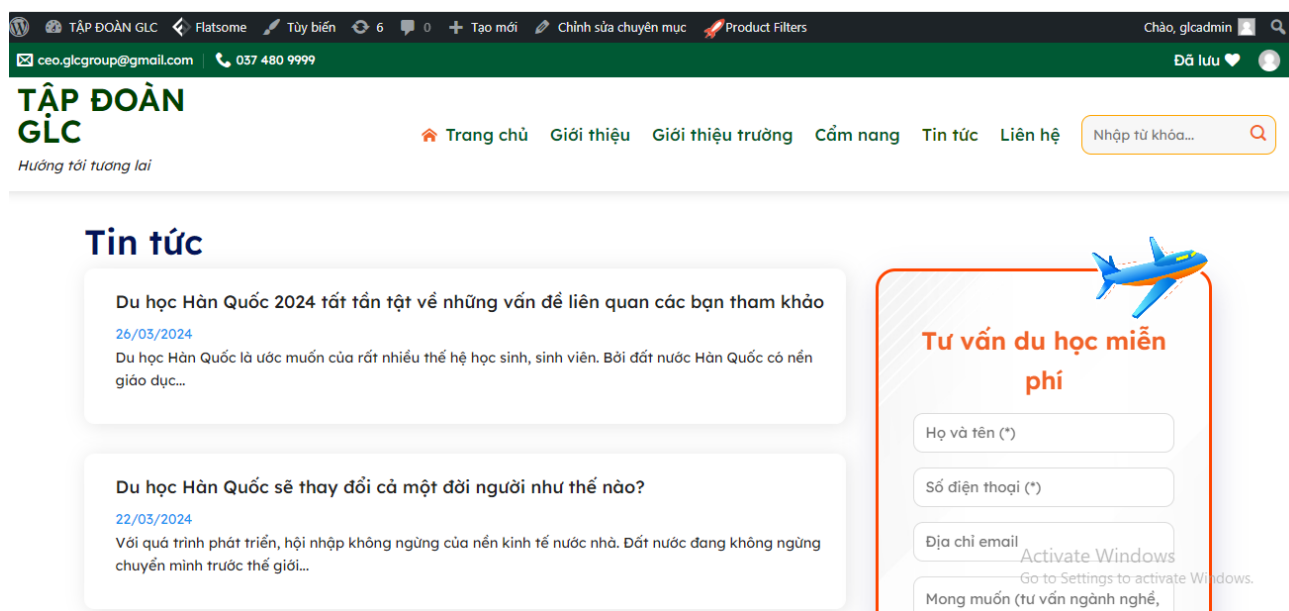 TẬP ĐOÀN GLC Flatsome Tùy biến 6 0 Tạo mới Chỉnh sửa chuyên mục Product Filters Chào, glcadmin
ceo.glcgroup@gmail.com 037 480 9999 Đã lưu
TẬP ĐOÀN
GLC
Hướng tới tương lai
Trang chủ Giới thiệu Giới thiệu trường Cẩm nang Tin tức Liên hệ Nhập từ khóa...
Tin tức
Du học Hàn Quốc 2024 tất tần tật về những vấn đề liên quan các bạn tham khảo
26/03/2024
Du học Hàn Quốc là ước muốn của rất nhiều thế hệ học sinh, sinh viên. Bởi đất nước Hàn Quốc có nền
giáo dục...
Du học Hàn Quốc sẽ thay đổi cả một đời người như thế nào?
22/03/2024
Với quá trình phát triển, hội nhập không ngừng của nền kinh tế nước nhà. Đất nước đang không ngừng
chuyển mình trước thế giới...
Tư vấn du học miễn
phí
Họ và tên (*)
Số điện thoại (*)
Địa chỉ email
Activate Windows
Go to Settings to activate Windows.
Mong muốn (tư vấn ngành nghề,